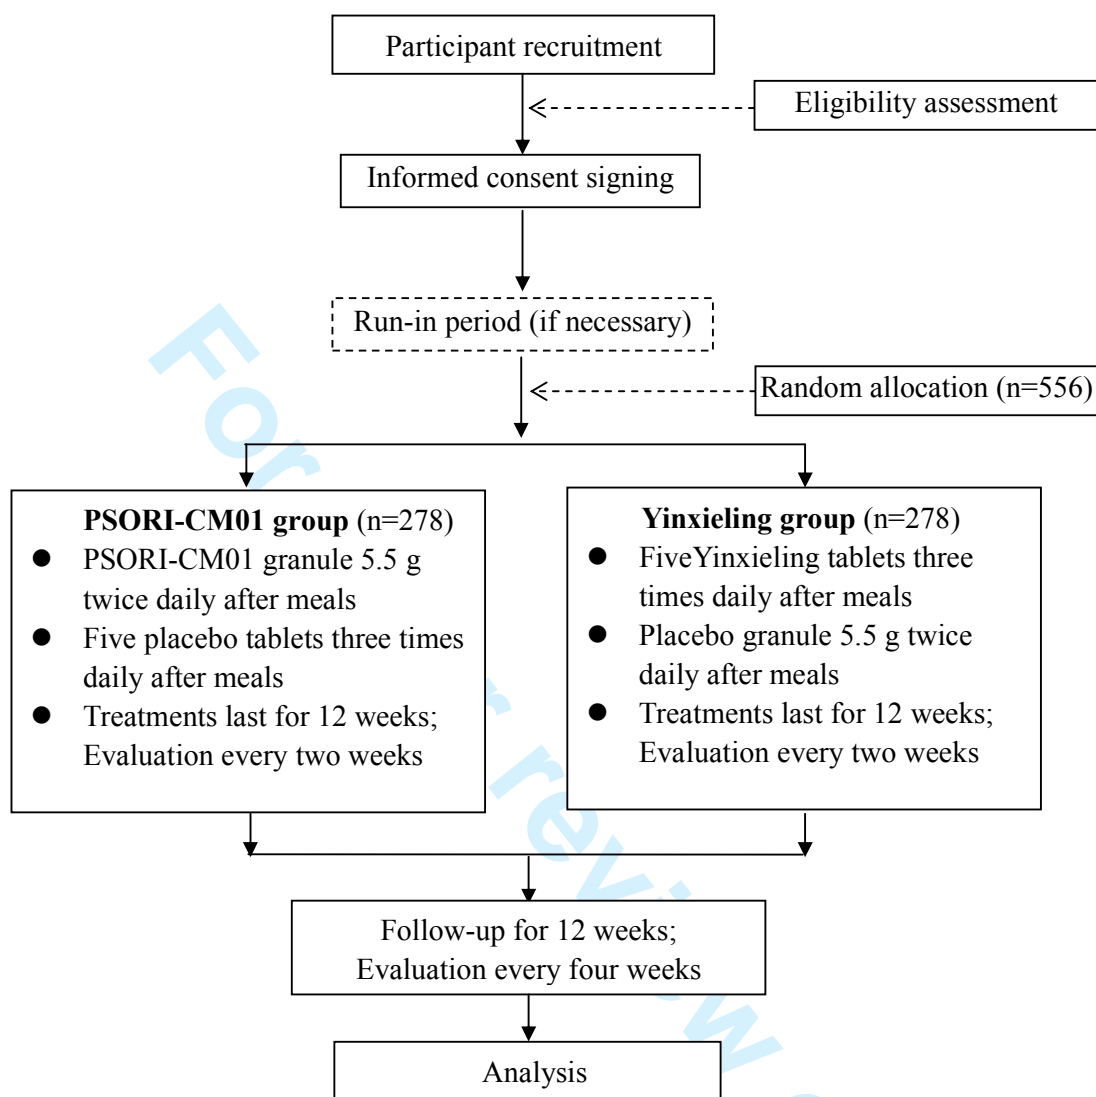 Participant recruitment
Eligibility assessment
Informed consent signing
Run-in period (if necessary)
Random allocation (n=556)
PSORI-CM01 group (n=278)
● PSORI-CM01 granule 5.5 g
twice daily after meals
● Five placebo tablets three times
daily after meals
● Treatments last for 12 weeks;
Evaluation every two weeks
Yinxieling group (n=278)
● FiveYinxieling tablets three
times daily after meals
● Placebo granule 5.5 g twice
daily after meals
● Treatments last for 12 weeks;
Evaluation every two weeks
Follow-up for 12 weeks;
Evaluation every four weeks
Analysis
For
review